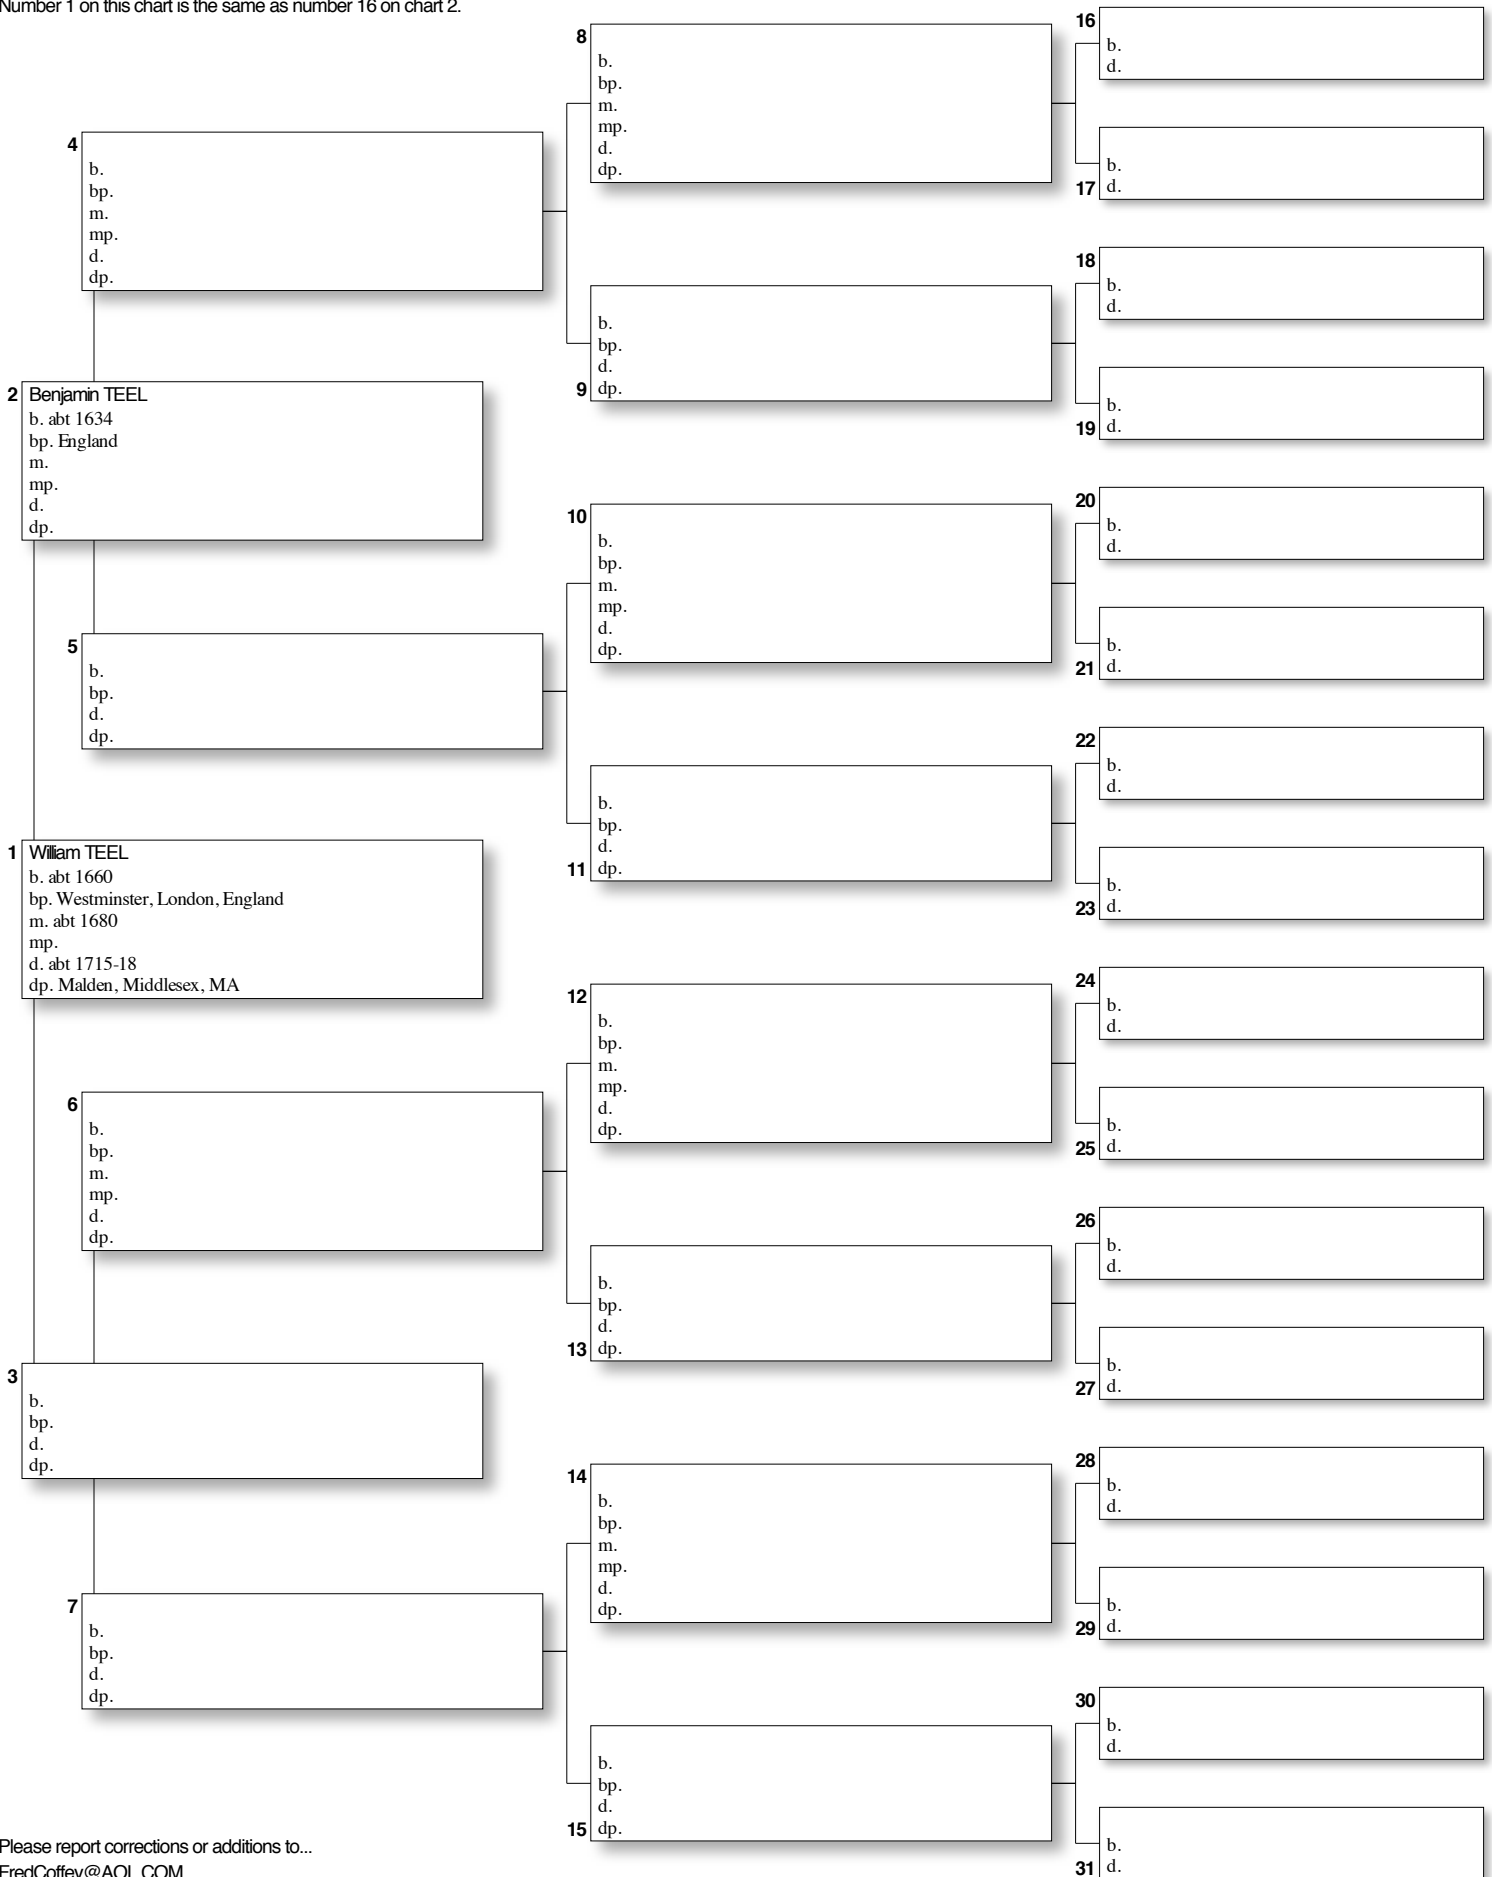 Number 1 on this chart is the same as number 16 on chart 2.
16
b.
d.
8
b.
bp.
m.
mp.
d.
dp.
17
b.
d.
4
b.
bp.
m.
mp.
d.
dp.
18
b.
d.
9
b.
bp.
d.
dp.
19
b.
d.
2 Benjamin TEEL
b. abt 1634
bp. England
m.
mp.
d.
dp.
20
b.
d.
10
b.
bp.
m.
mp.
d.
dp.
21
b.
d.
5
b.
bp.
d.
dp.
22
b.
d.
11
b.
bp.
d.
dp.
23
b.
d.
1 William TEEL
b. abt 1660
bp. Westminster, London, England
m. abt 1680
mp.
d. abt 1715-18
dp. Malden, Middlesex, MA
24
b.
d.
12
b.
bp.
m.
mp.
d.
dp.
25
b.
d.
6
b.
bp.
m.
mp.
d.
dp.
26
b.
d.
13
b.
bp.
d.
dp.
27
b.
d.
3
b.
bp.
d.
dp.
28
b.
d.
14
b.
bp.
m.
mp.
d.
dp.
29
b.
d.
7
b.
bp.
d.
dp.
30
b.
d.
15
b.
bp.
d.
dp.
31
b.
d.
Please report corrections or additions to...
FredCoffey@AOL.COM